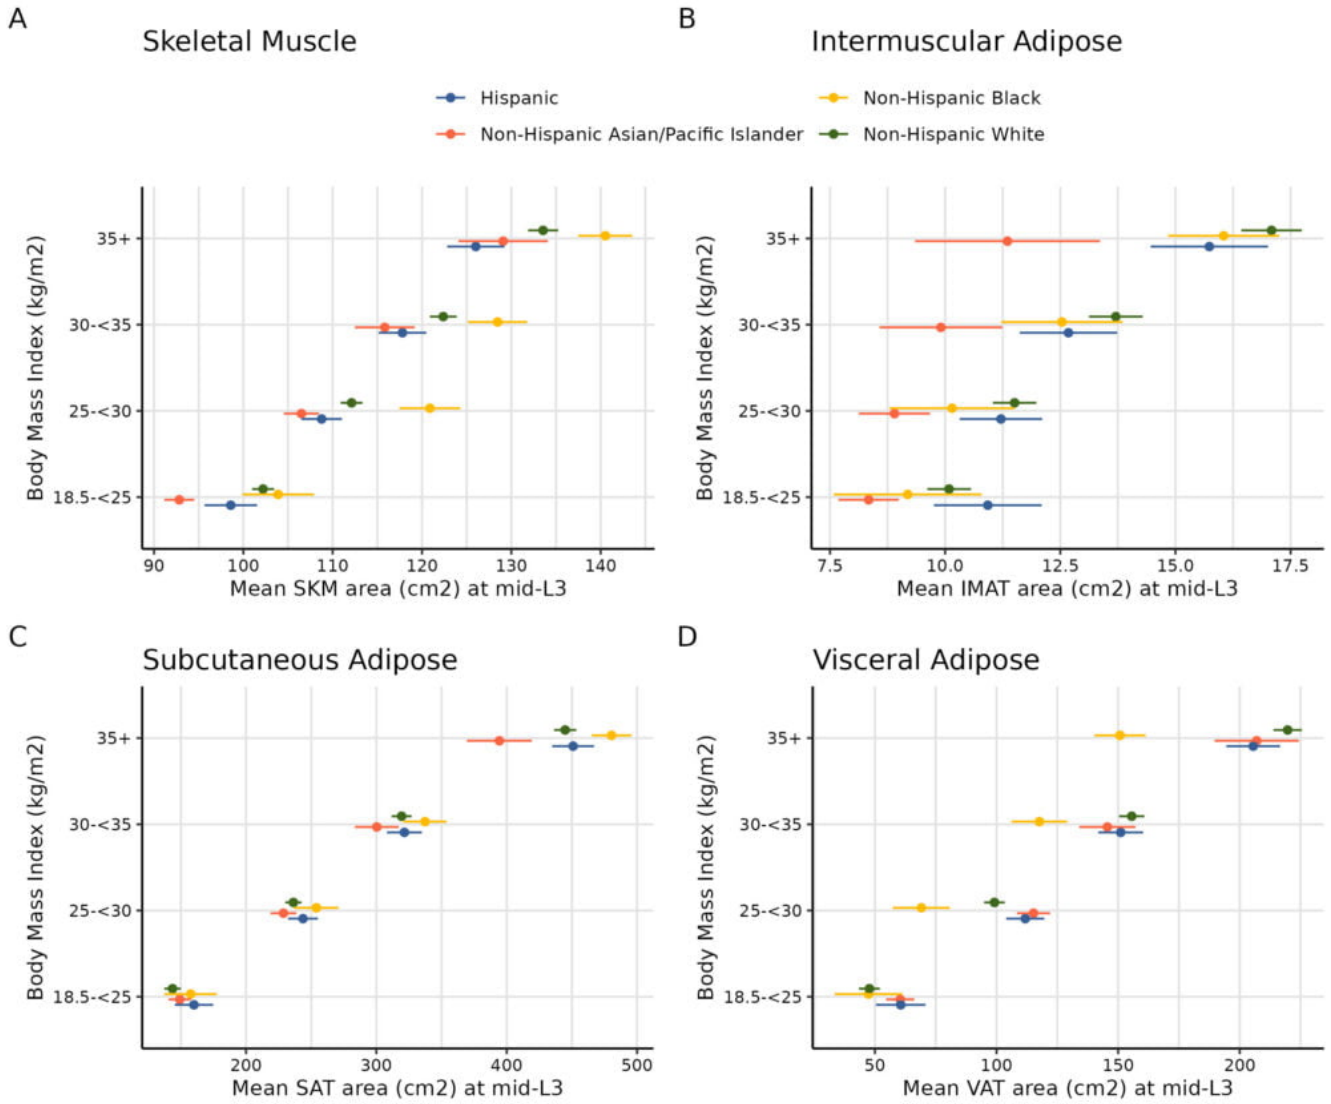 A
Skeletal Muscle
B
Intermuscular Adipose
Hispanic
Non-Hispanic Black
Non-Hispanic Asian/Pacific Islander
Non-Hispanic White
Body Mass Index (kg/m2)
35+
30-<35
25-<30
18.5-<25
90 100 110 120 130 140
Mean SKM area (cm2) at mid-L3
Body Mass Index (kg/m2)
35+
30-<35
25-<30
18.5-<25
7.5 10.0 12.5 15.0 17.5
Mean IMAT area (cm2) at mid-L3
C
Subcutaneous Adipose
Body Mass Index (kg/m2)
35+
30-<35
25-<30
18.5-<25
200 300 400 500
Mean SAT area (cm2) at mid-L3
D
Visceral Adipose
Body Mass Index (kg/m2)
35+
30-<35
25-<30
18.5-<25
50 100 150 200
Mean VAT area (cm2) at mid-L3